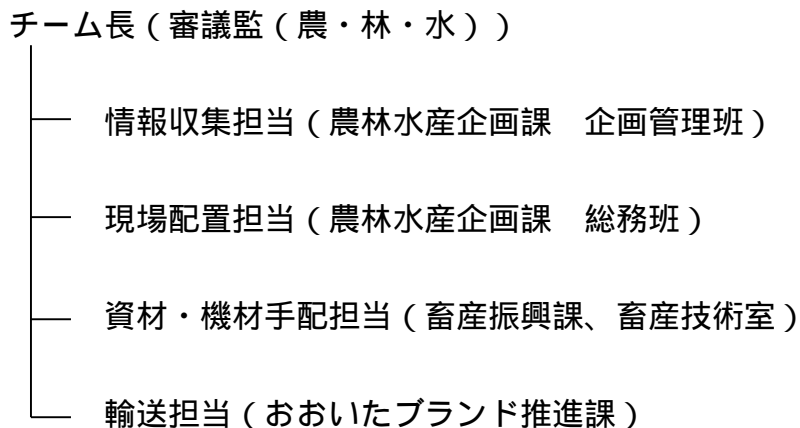 チーム長（審議監（農・林・水））
情報収集担当（農林水産企画課　企画管理班）
現場配置担当（農林水産企画課　総務班）
資材・機材手配担当（畜産振興課、畜産技術室）
輸送担当（おおいたブランド推進課）